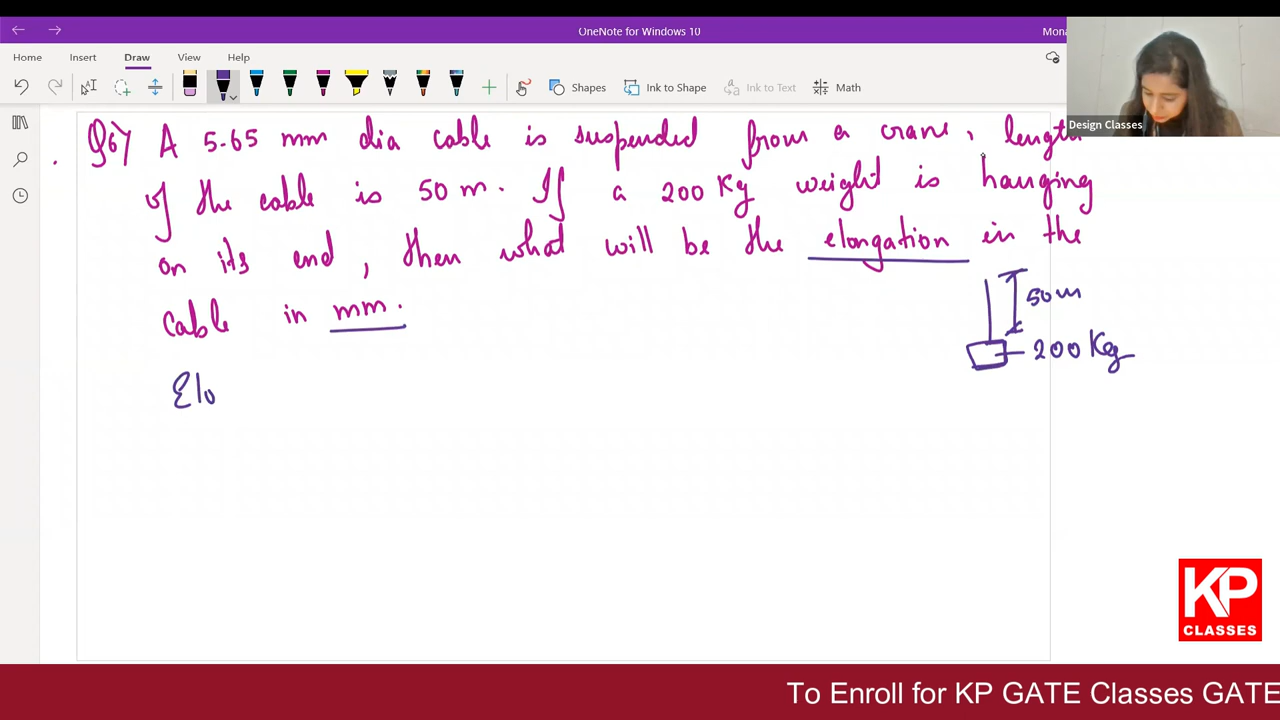 OneNote for Windows 10
Mona
Home Insert Draw View Help
Shapes Ink to Shape Ink to Text Math
Design Classes
Q6) A 5.65 mm dia cable is suspended from a crane, length
of the cable is 50 m. If a 200 Kg weight is hanging
on its end, then what will be the elongation in the
cable in mm.
50m
200 Kg
Elo
KP
CLASSES
To Enroll for KP GATE Classes GATE